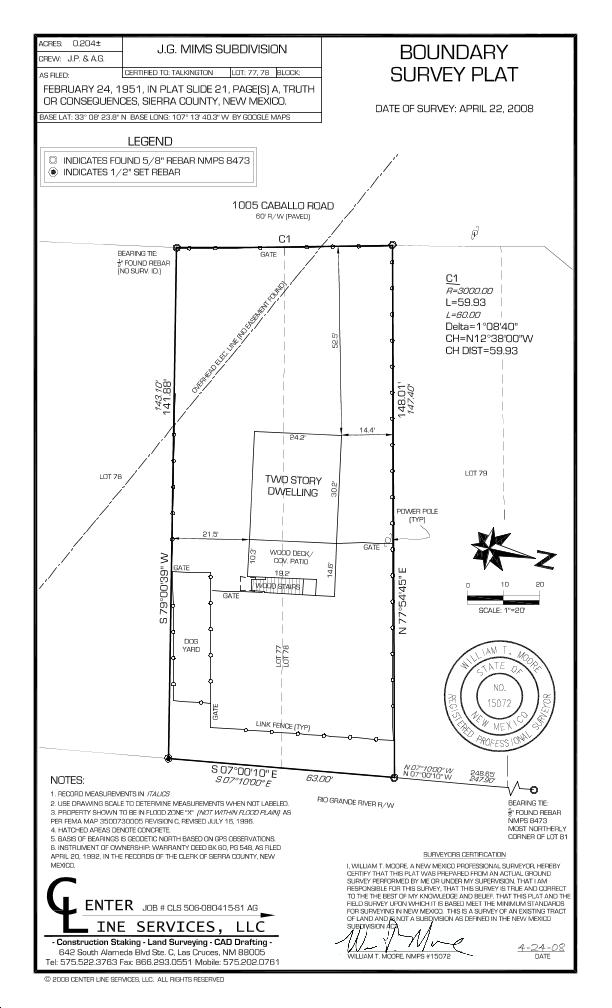 ACRES: 0.204±
CREW: J.P. & A.G.
J.G. MIMS SUBDIVISION
AS FILED:
CERTIFIED TO: TALKINGTON
LOT: 77, 78
BLOCK:
FEBRUARY 24, 1951, IN PLAT SLIDE 21, PAGE(S) A, TRUTH
OR CONSEQUENCES, SIERRA COUNTY, NEW MEXICO.
BASE LAT: 33° 08' 23.8" N BASE LONG: 107° 13' 40.3" W BY GOOGLE MAPS
BOUNDARY
SURVEY PLAT
DATE OF SURVEY: APRIL 22, 2008
LEGEND
INDICATES FOUND 5/8" REBAR NMPS 8473
INDICATES 1/2" SET REBAR
1005 CABALLO ROAD
60' R/W (PAVED)
C1
GATE
BEARING TIE:
FOUND REBAR
(NO SURV. ID.)
OVERHEAD ELEC. LINE (NO EASEMENT FOUND)
52.5'
C1
R=3000.00
L=59.93
L=60.00
Delta=1°08'40"
CH=N12°38'00"W
CH DIST=59.93
143.10'
141.88'
148.01'
147.40'
14.4'
24.2'
LOT 76
LOT 79
TWO STORY
DWELLING
30.2'
POWER POLE
(TYP)
21.5'
GATE
10.3'
WOOD DECK/
COV. PATIO
14.6'
19.2'
WOOD STAIRS
GATE
GATE
N
0 10 20
SCALE: 1"=20'
S 79°00'39" W
N 77°54'45" E
DOG
YARD
LOT 77
LOT 78
GATE
LINK FENCE (TYP)
WILLIAM T. MOORE
STATE OF
NO.
15072
NEW MEXICO
REGISTERED PROFESSIONAL SURVEYOR
S 07°00'10" E
S 07°10'00" E
63.00'
N 07°10'00" W
N 07°00'10" W
248.65'
247.90'
RIO GRANDE RIVER R/W
BEARING TIE:
FOUND REBAR
NMPS 8473
MOST NORTHERLY
CORNER OF LOT 81
NOTES:
1. RECORD MEASUREMENTS IN ITALICS
2. USE DRAWING SCALE TO DETERMINE MEASUREMENTS WHEN NOT LABELED.
3. PROPERTY SHOWN TO BE IN FLOOD ZONE "X" (NOT WITHIN FLOOD PLAIN) AS
PER FEMA MAP 3500730005 REVISION C, REVISED JULY 16, 1996.
4. HATCHED AREAS DENOTE CONCRETE.
5. BASIS OF BEARINGS IS GEODETIC NORTH BASED ON GPS OBSERVATIONS.
6. INSTRUMENT OF OWNERSHIP: WARRANTY DEED BK 60, PG 548, AS FILED
APRIL 20, 1992, IN THE RECORDS OF THE CLERK OF SIERRA COUNTY, NEW
MEXICO.
SURVEYORS CERTIFICATION
I, WILLIAM T. MOORE, A NEW MEXICO PROFESSIONAL SURVEYOR, HEREBY
CERTIFY THAT THIS PLAT WAS PREPARED FROM AN ACTUAL GROUND
SURVEY PERFORMED BY ME OR UNDER MY SUPERVISION, THAT I AM
RESPONSIBLE FOR THIS SURVEY, THAT THIS SURVEY IS TRUE AND CORRECT
TO THE THE BEST OF MY KNOWLEDGE AND BELIEF. THAT THIS PLAT AND THE
FIELD SURVEY UPON WHICH IT IS BASED MEET THE MINIMUM STANDARDS
FOR SURVEYING IN NEW MEXICO. THIS IS A SURVEY OF AN EXISTING TRACT
OF LAND AND IS NOT A SUBDIVISION AS DEFINED IN THE NEW MEXICO
SUBDIVISION ACT.
4-24-08
WILLIAM T. MOORE, NMPS #15072
DATE
CENTER JOB # CLS 506-080415-S1 AG
LINE SERVICES, LLC
- Construction Staking - Land Surveying - CAD Drafting -
642 South Alameda Blvd Ste. C, Las Cruces, NM 88005
Tel: 575.522.3763 Fax: 866.293.0551 Mobile: 575.202.0761
© 2008 CENTER LINE SERVICES, LLC. ALL RIGHTS RESERVED